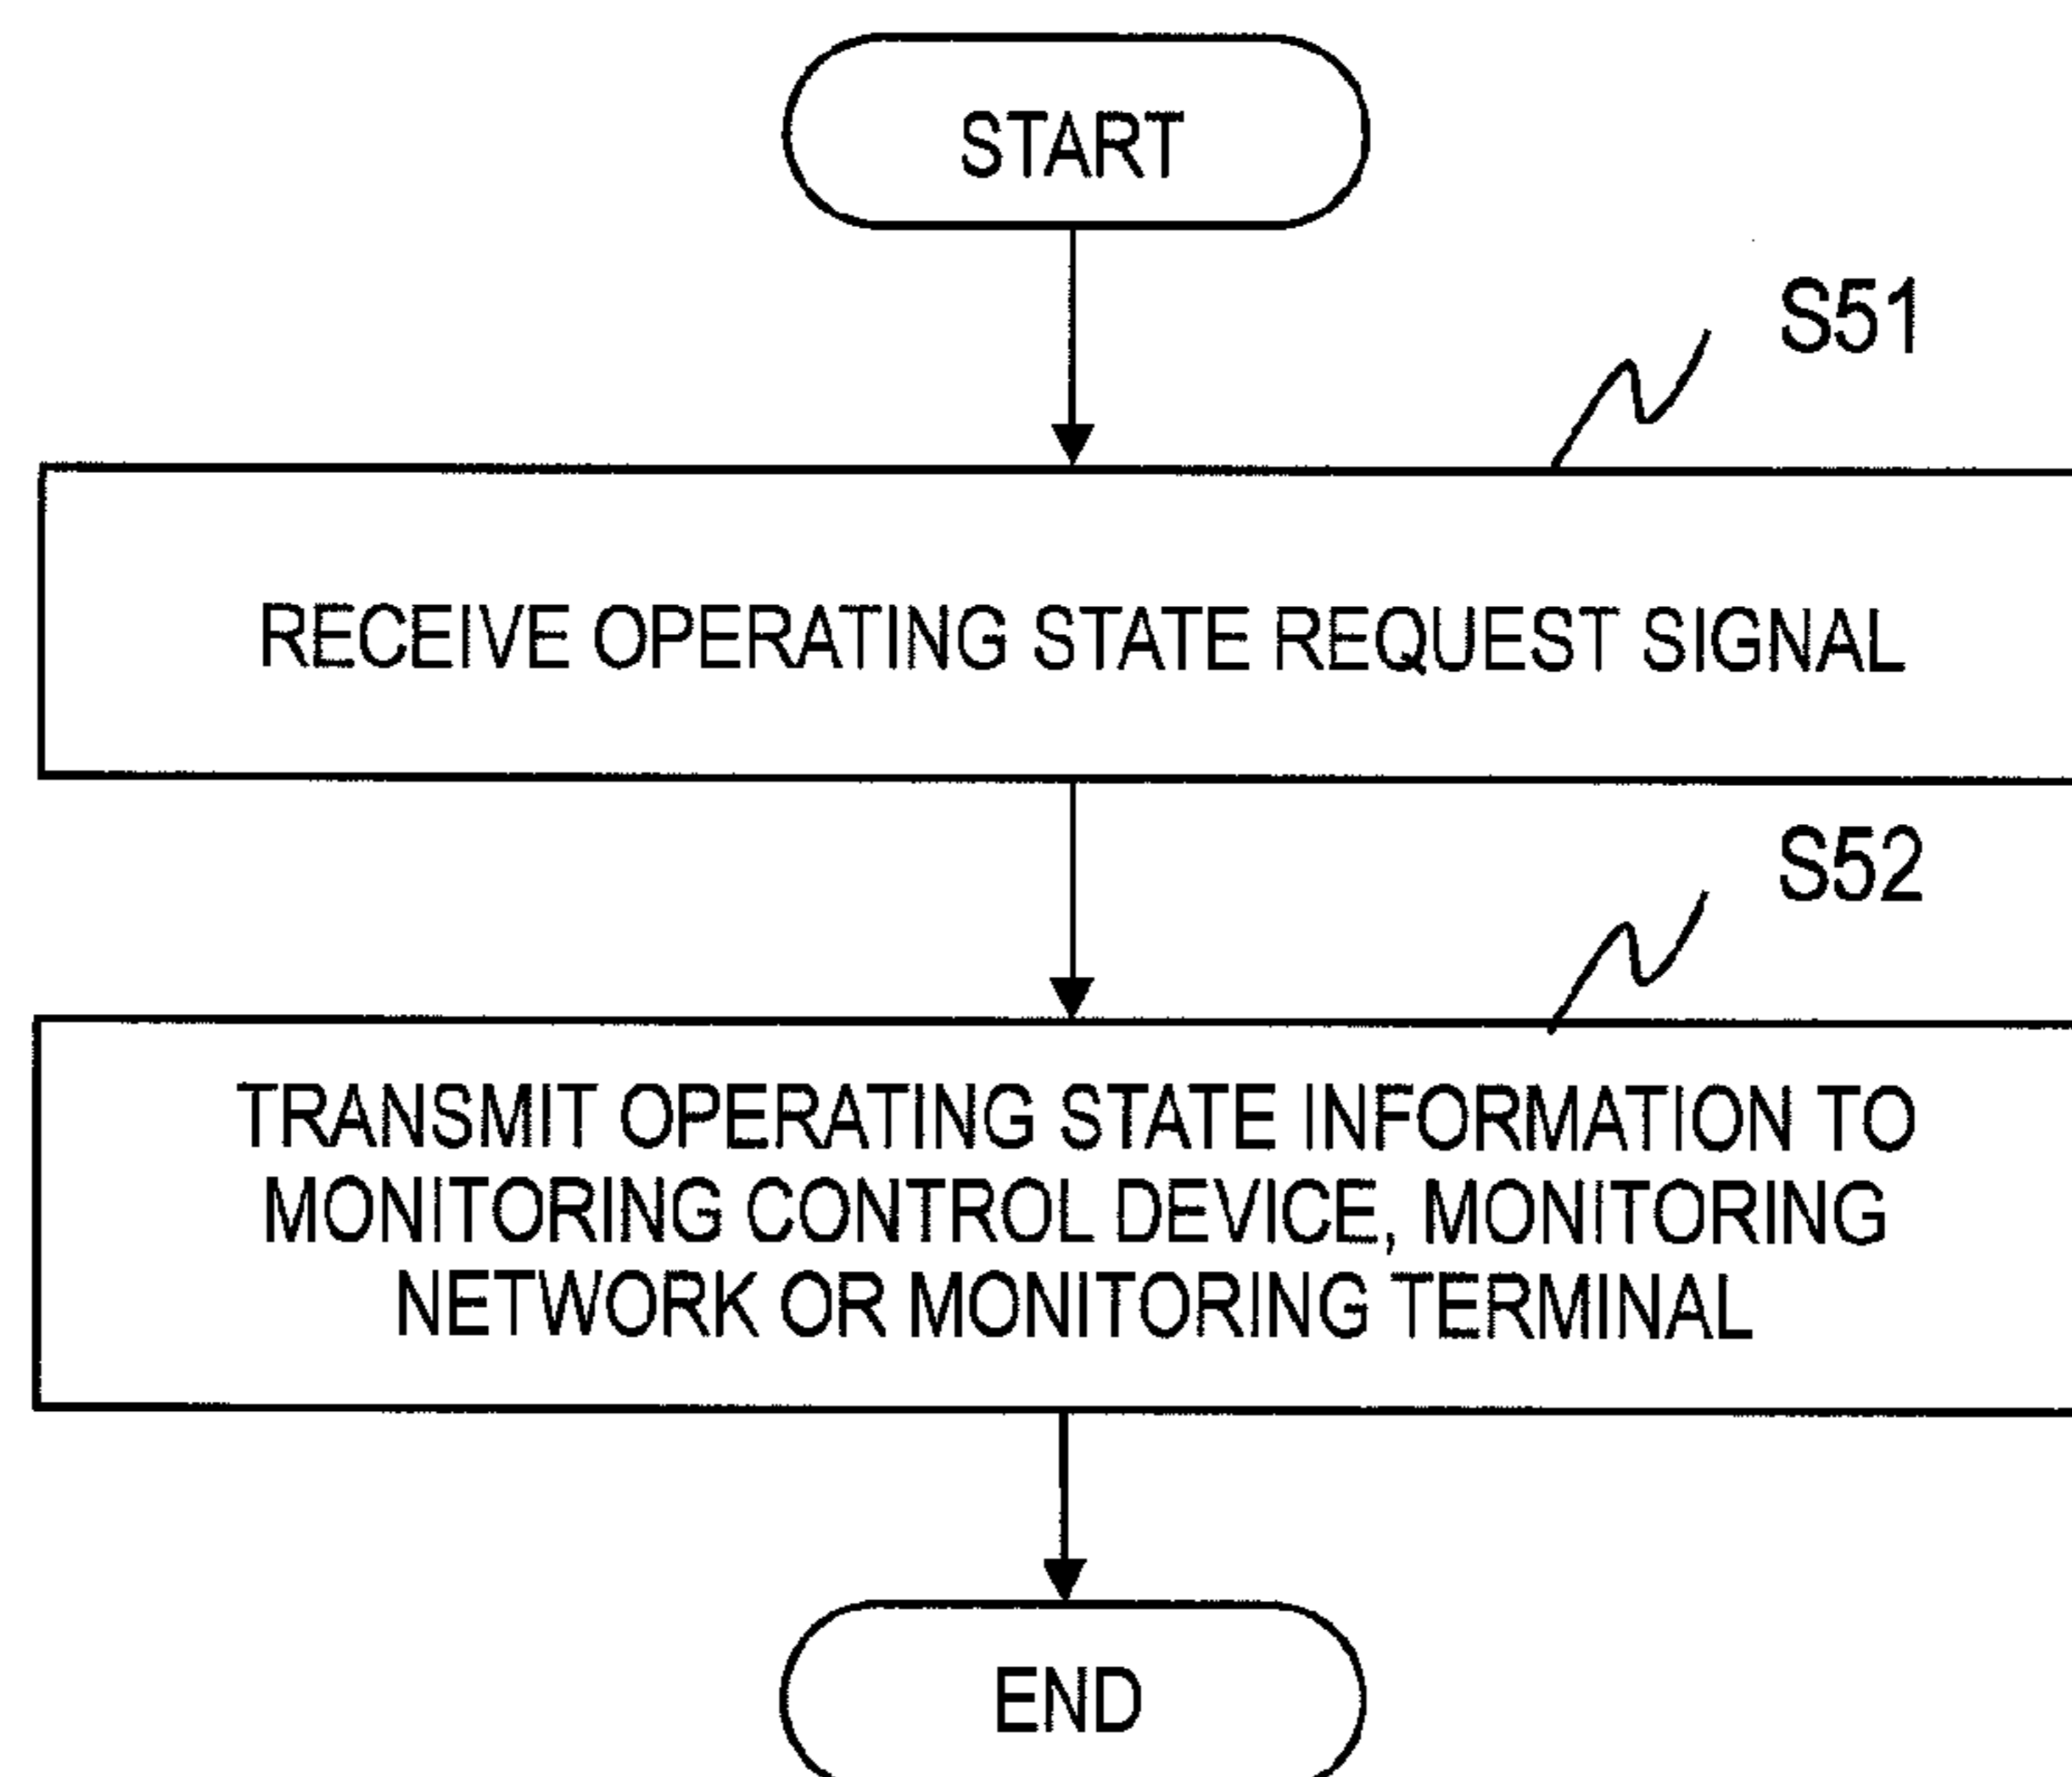 START
S51
RECEIVE OPERATING STATE REQUEST SIGNAL
S52
TRANSMIT OPERATING STATE INFORMATION TO
MONITORING CONTROL DEVICE, MONITORING
NETWORK OR MONITORING TERMINAL
END